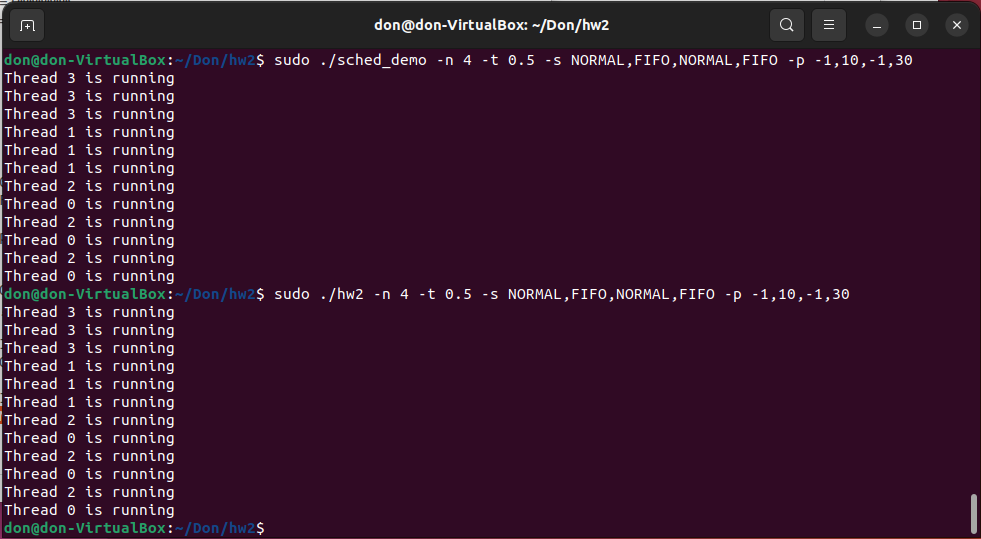 don@don-VirtualBox: ~/Don/hw2
don@don-VirtualBox:~/Don/hw2$ sudo ./sched_demo -n 4 -t 0.5 -s NORMAL,FIFO,NORMAL,FIFO -p -1,10,-1,30
Thread 3 is running
Thread 3 is running
Thread 3 is running
Thread 1 is running
Thread 1 is running
Thread 1 is running
Thread 2 is running
Thread 0 is running
Thread 2 is running
Thread 0 is running
Thread 2 is running
Thread 0 is running
don@don-VirtualBox:~/Don/hw2$ sudo ./hw2 -n 4 -t 0.5 -s NORMAL,FIFO,NORMAL,FIFO -p -1,10,-1,30
Thread 3 is running
Thread 3 is running
Thread 3 is running
Thread 1 is running
Thread 1 is running
Thread 1 is running
Thread 2 is running
Thread 0 is running
Thread 2 is running
Thread 0 is running
Thread 2 is running
Thread 0 is running
don@don-VirtualBox:~/Don/hw2$